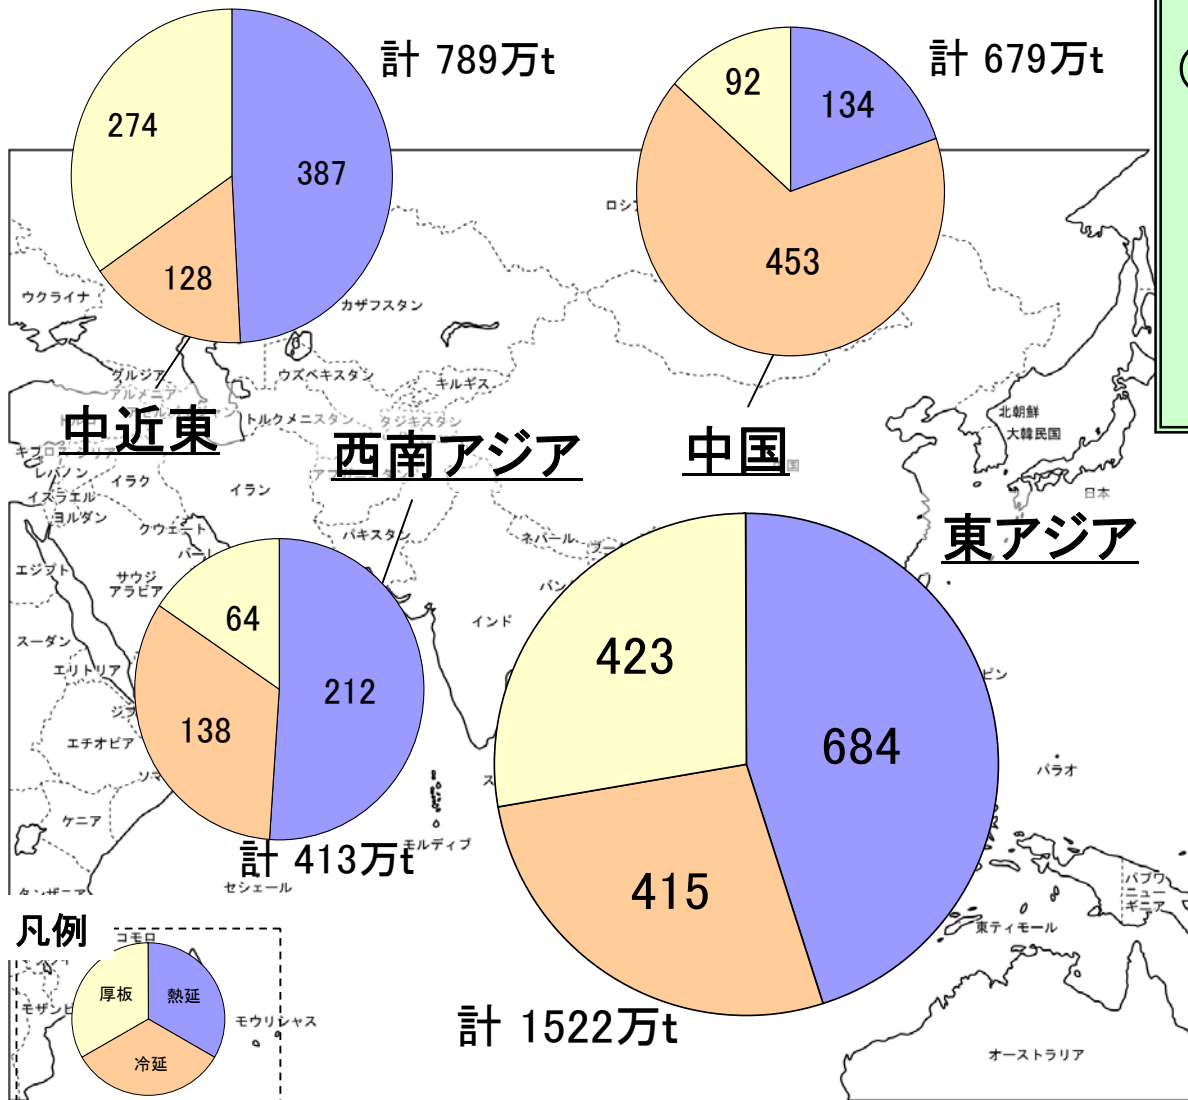 計 789万t
274
387
128
中近東
計 679万t
92
134
453
中国
西南アジア
64
212
138
計 413万t
東アジア
423
684
415
計 1522万t
凡例
厚板
熱延
冷延
ウクライナ
カザフスタン
グルジア
アルメニア
ウズベキスタン
キルギス
トルクメニスタン
タジキスタン
レバノン
イラク
イラン
イスラエル
ヨルダン
クウェート
パキスタン
ネパール
エジプト
サウジ
アラビア
インド
スーダン
エリトリア
エチオピア
ケニア
モルディブ
セシェール
コモロ
モウリシャス
北朝鮮
大韓民国
日本
パラオ
パプワ
ニュー
ギニア
東ティモール
オーストラリア